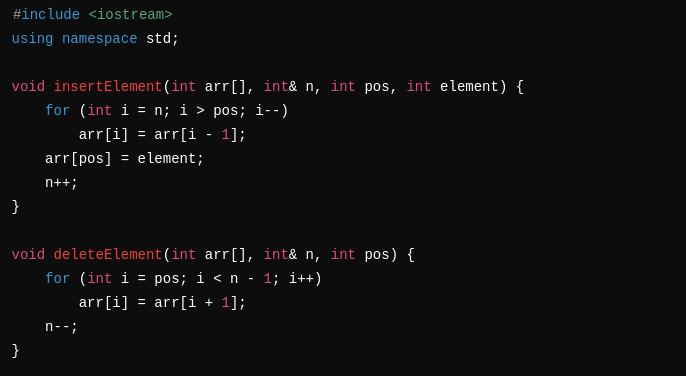 #include <iostream>
using namespace std;

void insertElement(int arr[], int& n, int pos, int element) {
    for (int i = n; i > pos; i--)
        arr[i] = arr[i - 1];
    arr[pos] = element;
    n++;
}

void deleteElement(int arr[], int& n, int pos) {
    for (int i = pos; i < n - 1; i++)
        arr[i] = arr[i + 1];
    n--;
}